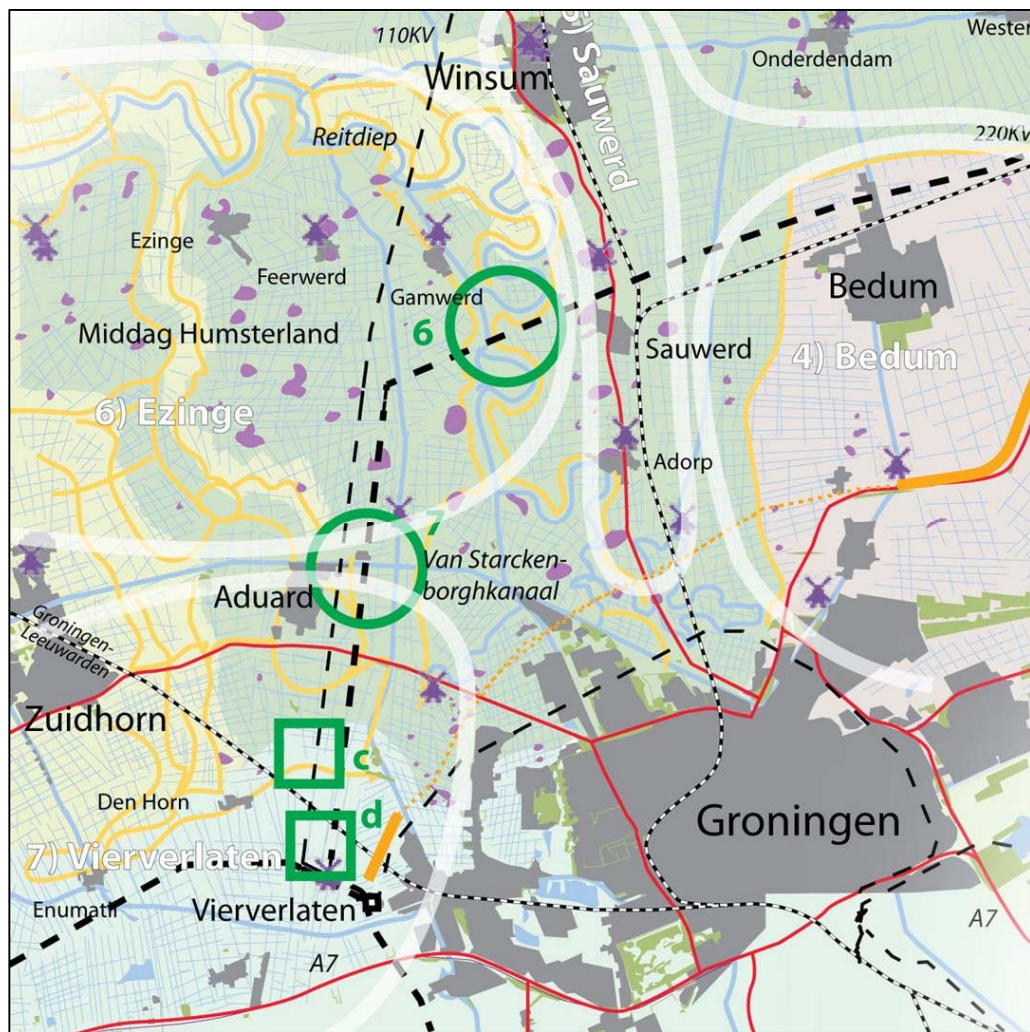 110KV
Winsum
5) Sauwerd
Wester
Onderdendam
220KV
Reitdiep
Ezinge
Feerwerd
Gamwerd
6
Middag Humsterland
Bedum
Sauwerd
4) Bedum
6) Ezinge
Adorp
7
Van Starcken-
borghkanaal
Aduard
Groningen-
Leeuwarden
Zuidhorn
c
Den Horn
d
Groningen
7) Vierverlaten
Enumatil
Vierverlaten
A7
A7